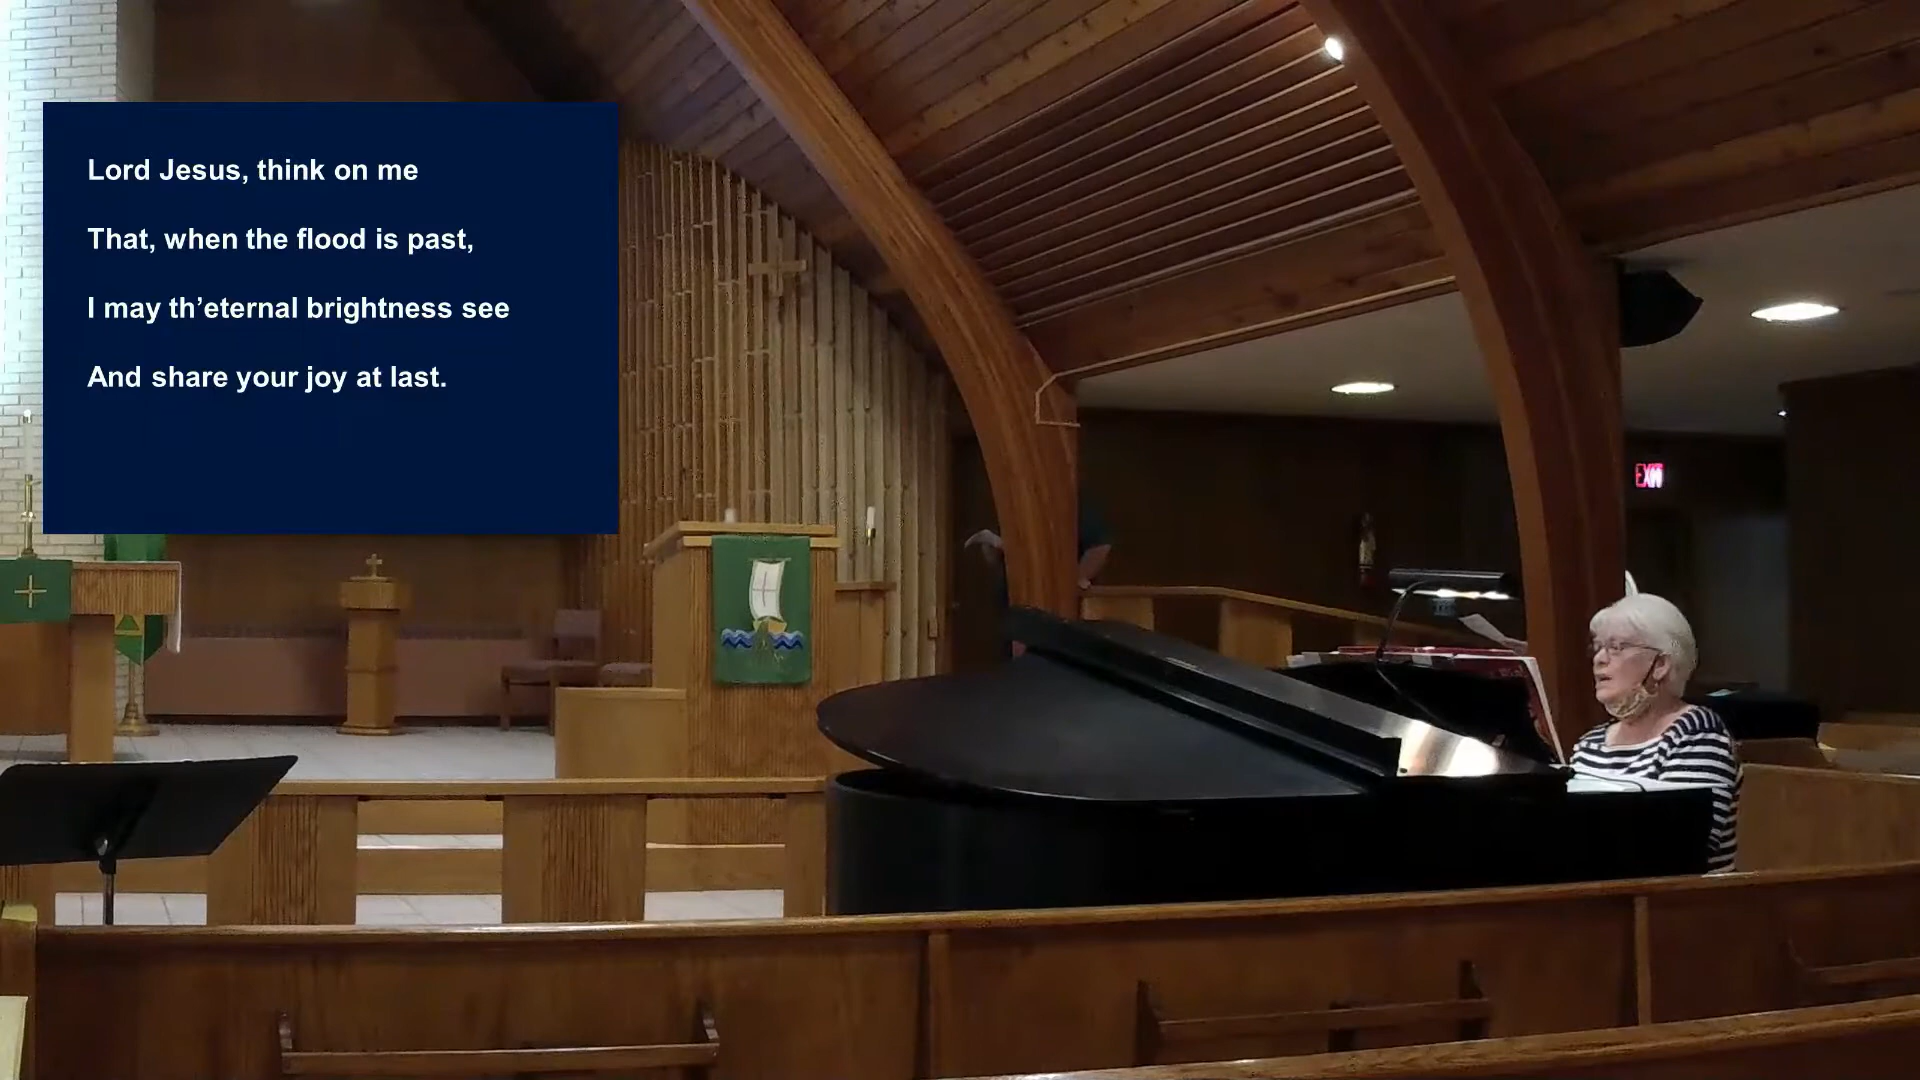 Lord Jesus, think on me
That, when the flood is past,
I may th’eternal brightness see
And share your joy at last.
EXIT